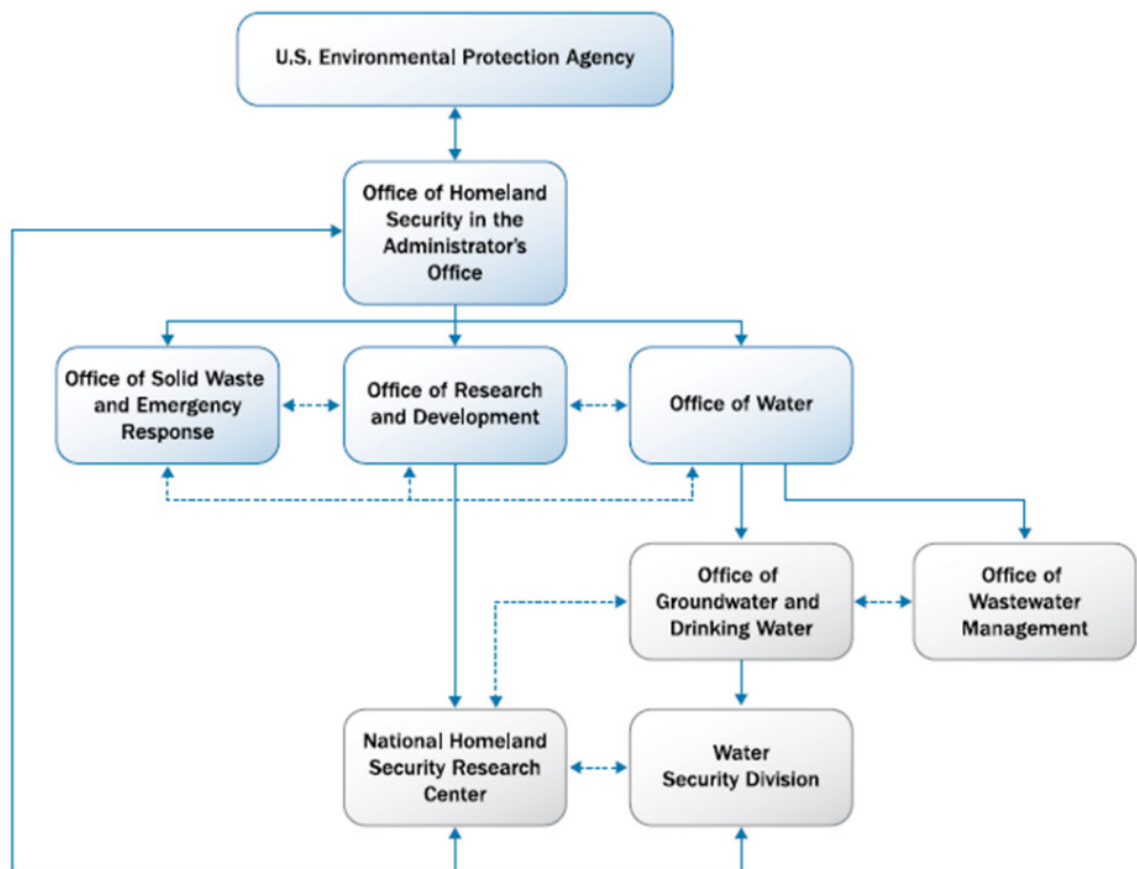 U.S. Environmental Protection Agency
Office of Homeland
Security in the
Administrator's
Office
Office of Solid Waste
and Emergency
Response
Office of Research
and Development
Office of Water
Office of
Groundwater and
Drinking Water
Office of
Wastewater
Management
National Homeland
Security Research
Center
Water
Security Division